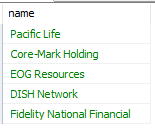 name
Pacific Life
Core-Mark Holding
EOG Resources
DISH Network
Fidelity National Financial